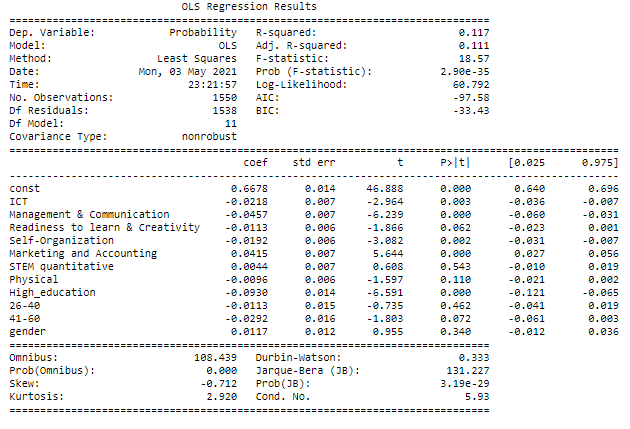 OLS Regression Results
==============================================================================
Dep. Variable: Probability R-squared: 0.117
Model: OLS Adj. R-squared: 0.111
Method: Least Squares F-statistic: 18.57
Date: Mon, 03 May 2021 Prob (F-statistic): 2.90e-35
Time: 23:21:57 Log-Likelihood: 60.792
No. Observations: 1550 AIC: -97.58
Df Residuals: 1538 BIC: -33.43
Df Model: 11
Covariance Type: nonrobust
==============================================================================
coef std err t P>|t| [0.025 0.975]
------------------------------------------------------------------------------
const 0.6678 0.014 46.888 0.000 0.640 0.696
ICT -0.0218 0.007 -2.964 0.003 -0.036 -0.007
Management & Communication -0.0457 0.007 -6.239 0.000 -0.060 -0.031
Readiness to learn & Creativity -0.0113 0.006 -1.866 0.062 -0.023 0.001
Self-Organization -0.0192 0.006 -3.082 0.002 -0.031 -0.007
Marketing and Accounting 0.0415 0.007 5.644 0.000 0.027 0.056
STEM quantitative 0.0044 0.007 0.608 0.543 -0.010 0.019
Physical -0.0096 0.006 -1.597 0.110 -0.021 0.002
High_education -0.0930 0.014 -6.591 0.000 -0.121 -0.065
26-40 -0.0113 0.015 -0.735 0.462 -0.041 0.019
41-60 -0.0292 0.016 -1.803 0.072 -0.061 0.003
gender 0.0117 0.012 0.955 0.340 -0.012 0.036
==============================================================================
Omnibus: 108.439 Durbin-Watson: 0.333
Prob(Omnibus): 0.000 Jarque-Bera (JB): 131.227
Skew: -0.712 Prob(JB): 3.19e-29
Kurtosis: 2.920 Cond. No. 5.93
==============================================================================